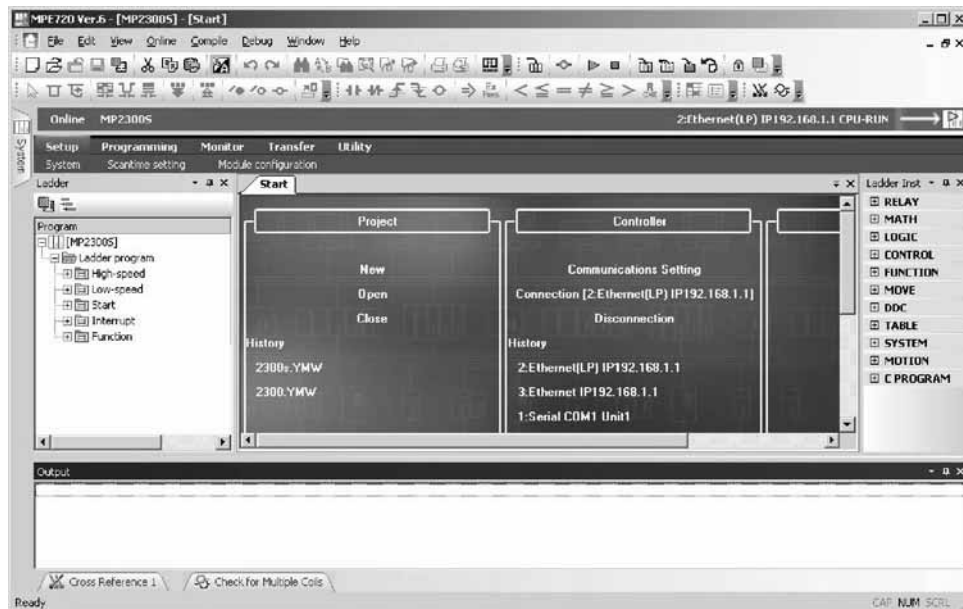 MPE720 Ver.6 - [MP2300S] - [Start]
File Edit View Online Compile Debug Window Help
Online MP2300S 2:Ethernet(LP) IP192.168.1.1 CPU-RUN
Setup Programming Monitor Transfer Utility
System Scantime setting Module configuration
System
Ladder
Start
Ladder Inst
Program
[MP2300S]
Ladder program
High-speed
Low-speed
Start
Interrupt
Function
Project
New
Open
Close
History
2300s.YMW
2300.YMW
Controller
Communications Setting
Connection [2:Ethernet(LP) IP192.168.1.1]
Disconnection
History
2:Ethernet(LP) IP192.168.1.1
3:Ethernet IP192.168.1.1
1:Serial COM1 Unit1
RELAY
MATH
LOGIC
CONTROL
FUNCTION
MOVE
DDC
TABLE
SYSTEM
MOTION
C PROGRAM
Output
Cross Reference 1 Check for Multiple Coils
Ready CAP NUM SCRL